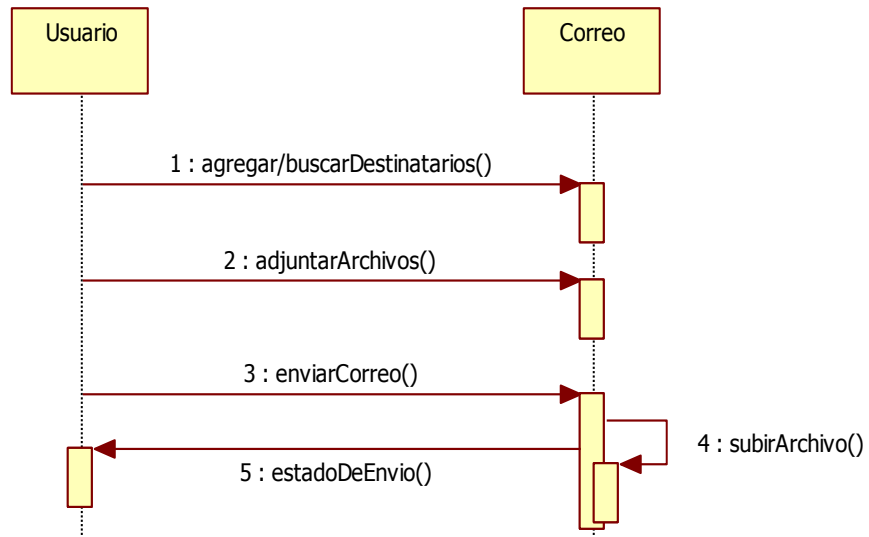 Usuario
Correo
1 : agregar/buscarDestinatarios()
2 : adjuntarArchivos()
3 : enviarCorreo()
4 : subirArchivo()
5 : estadoDeEnvio()